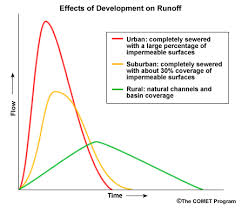 Effects of Development on Runoff
Urban: completely sewered
with a large percentage of
impermeable surfaces
Suburban: completely sewered
with about 30% coverage of
impermeable surfaces
Rural: natural channels and
basin coverage
Flow
Time
©The COMET Program